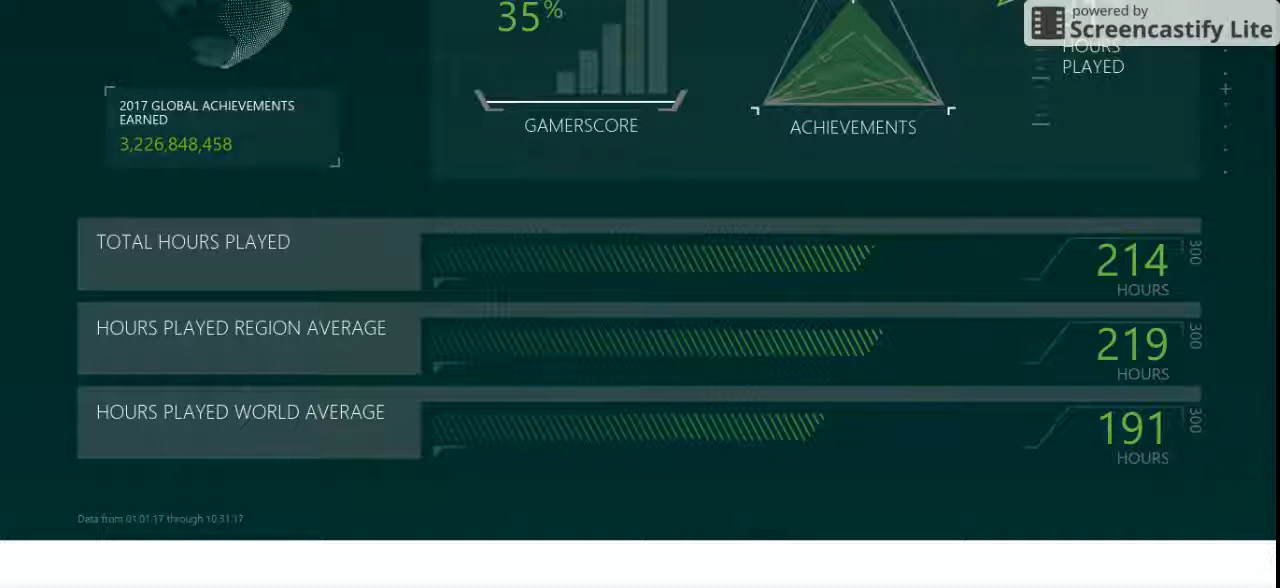 powered by
Screencastify Lite
35%
HOURS
PLAYED
2017 GLOBAL ACHIEVEMENTS
EARNED
3,226,848,458
GAMERSCORE
ACHIEVEMENTS
TOTAL HOURS PLAYED
214
HOURS
300
HOURS PLAYED REGION AVERAGE
219
HOURS
300
HOURS PLAYED WORLD AVERAGE
191
HOURS
300
Data from 01.01.17 through 10.31.17